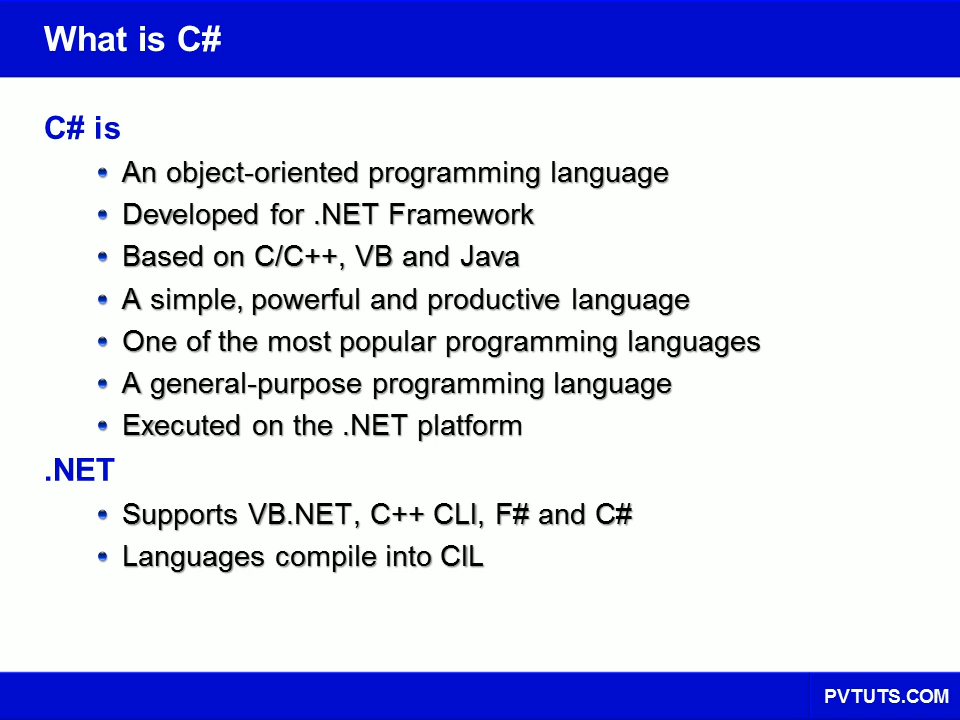 What is C#
C# is
An object-oriented programming language
Developed for .NET Framework
Based on C/C++, VB and Java
A simple, powerful and productive language
One of the most popular programming languages
A general-purpose programming language
Executed on the .NET platform
.NET
Supports VB.NET, C++ CLI, F# and C#
Languages compile into CIL
PVTUTS.COM